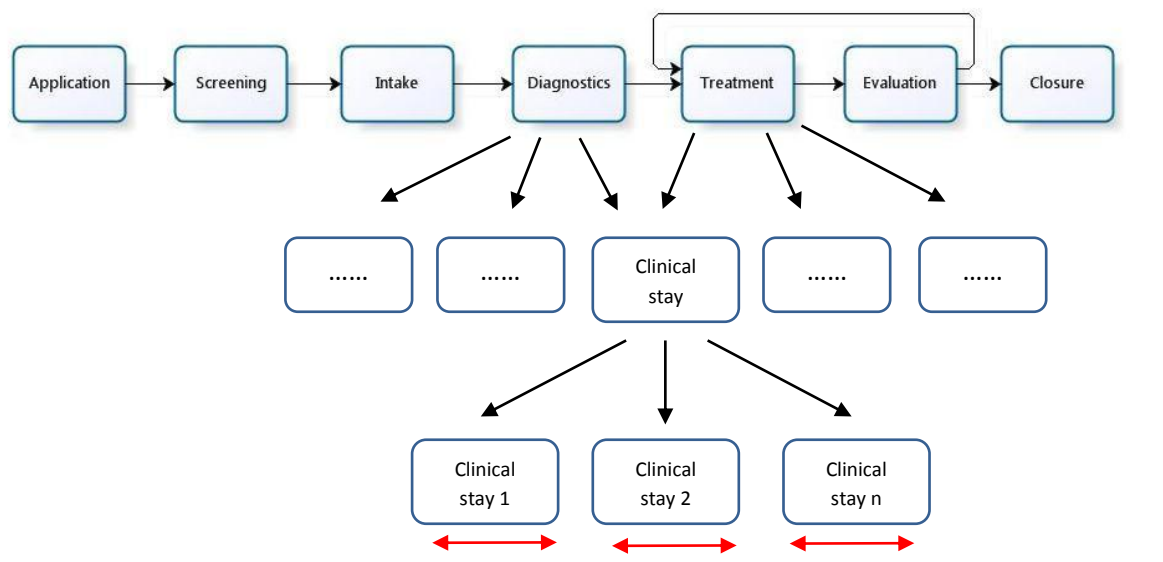 Application
Screening
Intake
Diagnostics
Treatment
Evaluation
Closure
......
......
Clinical
stay
......
......
Clinical
stay 1
Clinical
stay 2
Clinical
stay n